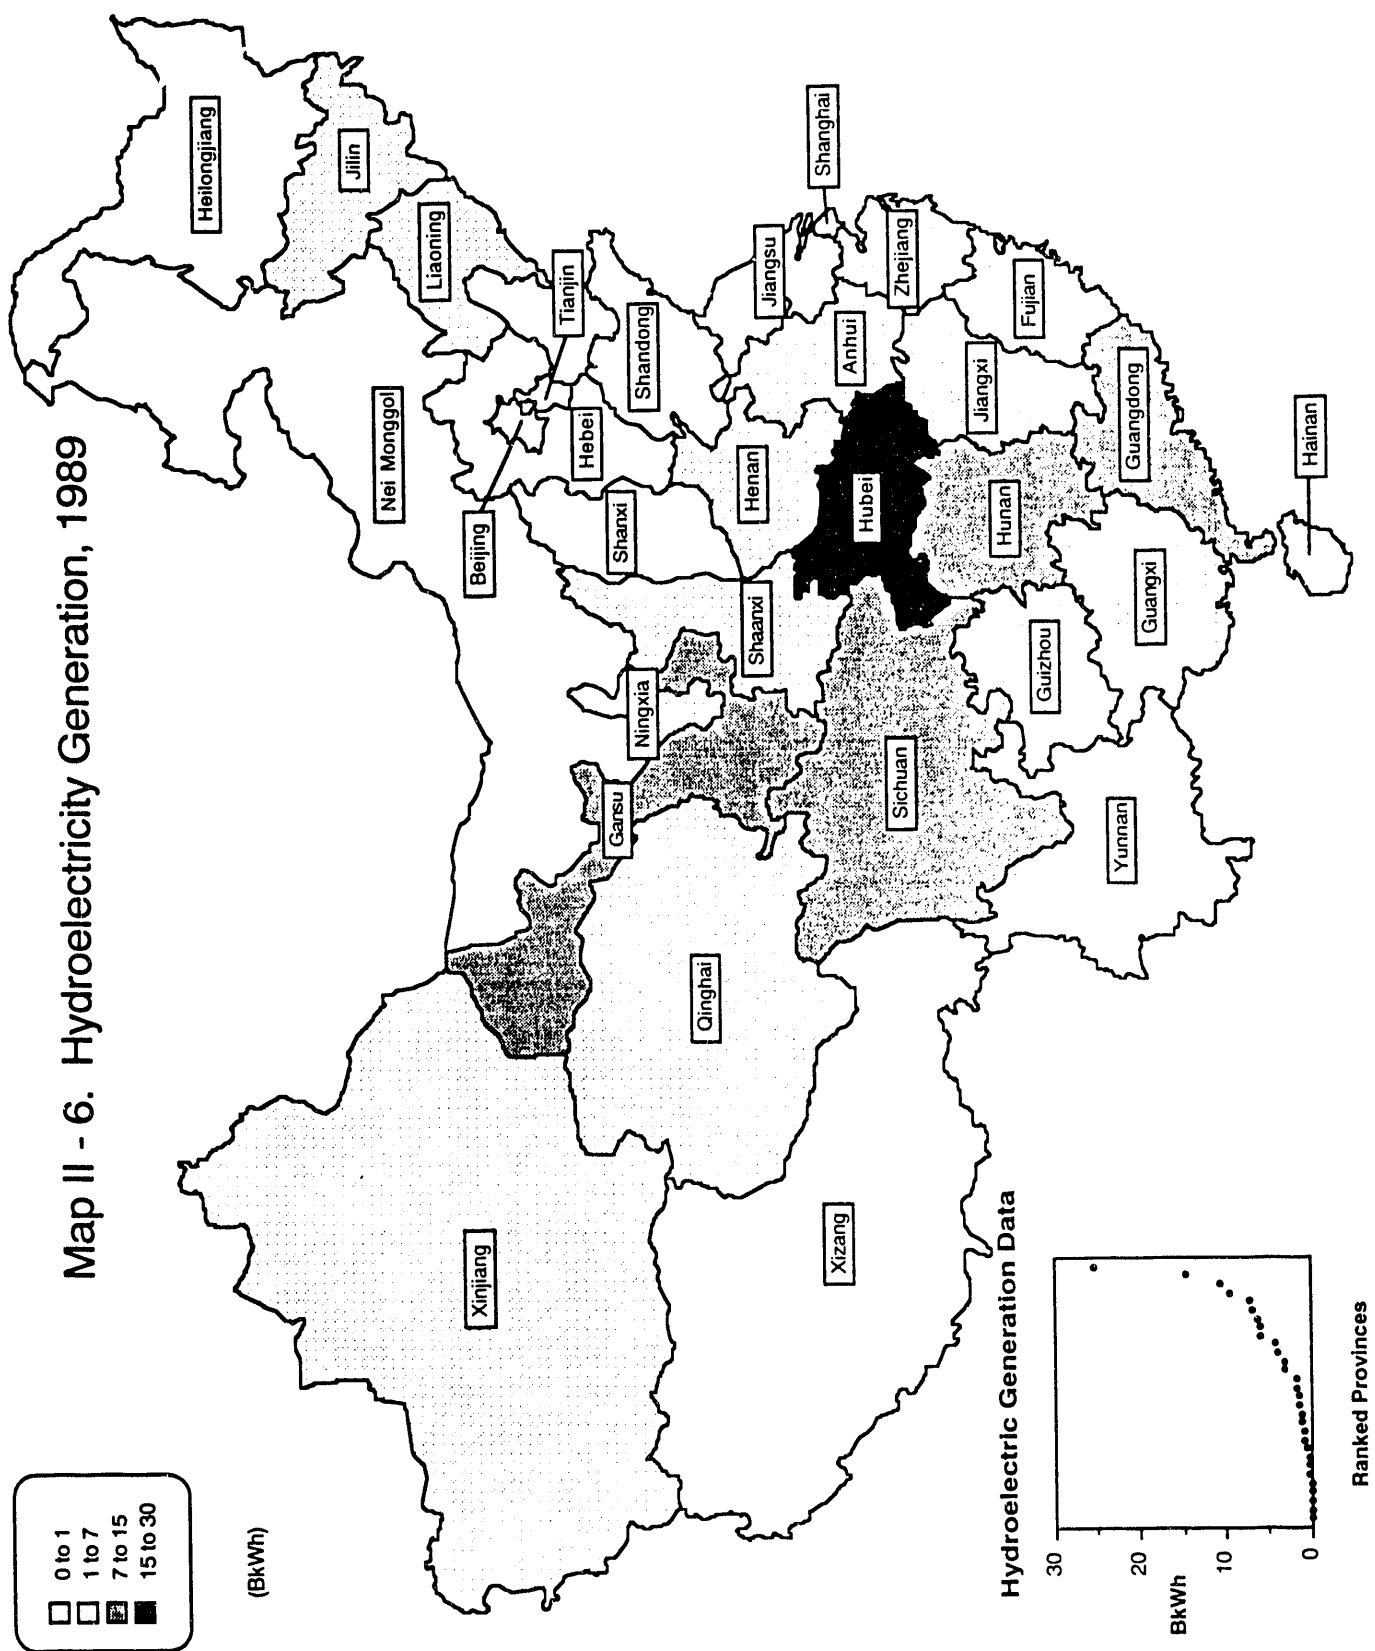 Map II - 6. Hydroelectricity Generation, 1989
0 to 1
1 to 7
7 to 15
15 to 30
(BkWh)
Heilongjiang
Jilin
Liaoning
Nei Monggol
Beijing
Tianjin
Hebei
Shanxi
Shandong
Xinjiang
Gansu
Ningxia
Shaanxi
Henan
Jiangsu
Shanghai
Qinghai
Xizang
Sichuan
Hubei
Anhui
Zhejiang
Hunan
Jiangxi
Fujian
Guizhou
Yunnan
Guangxi
Guangdong
Hainan
Hydroelectric Generation Data
30
20
10
0
BkWh
Ranked Provinces